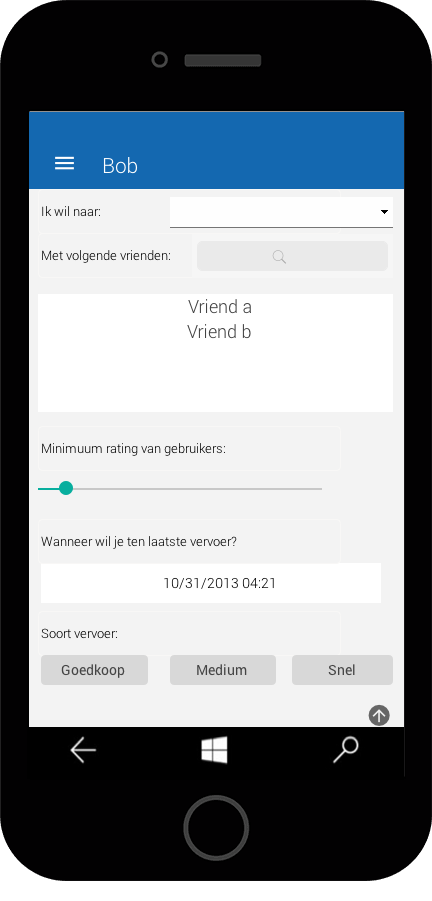 Bob
Ik wil naar:
Met volgende vrienden:
Vriend a
Vriend b
Minimuum rating van gebruikers:
Wanneer wil je ten laatste vervoer?
10/31/2013 04:21
Soort vervoer:
Goedkoop Medium Snel